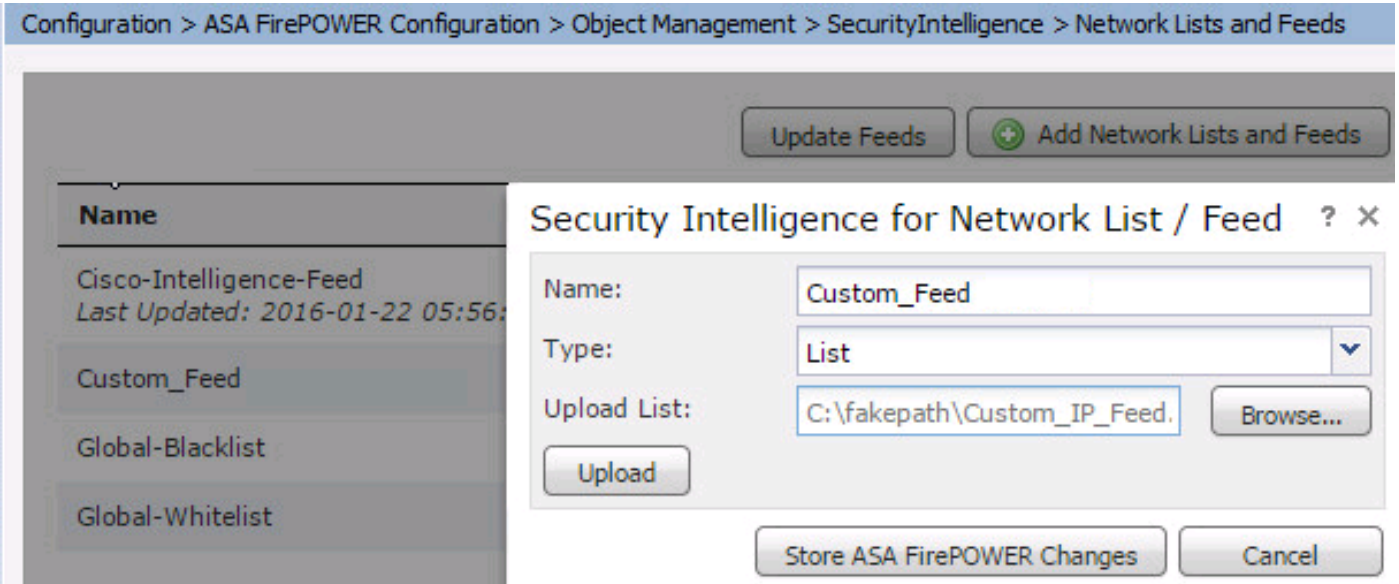 Configuration > ASA FirePOWER Configuration > Object Management > SecurityIntelligence > Network Lists and Feeds
Update Feeds
Add Network Lists and Feeds
Name
Cisco-Intelligence-Feed
Last Updated: 2016-01-22 05:56:
Custom_Feed
Global-Blacklist
Global-Whitelist
Security Intelligence for Network List / Feed ? ×
Name: Custom_Feed
Type: List
Upload List: C:\fakepath\Custom_IP_Feed. Browse...
Upload
Store ASA FirePOWER Changes Cancel